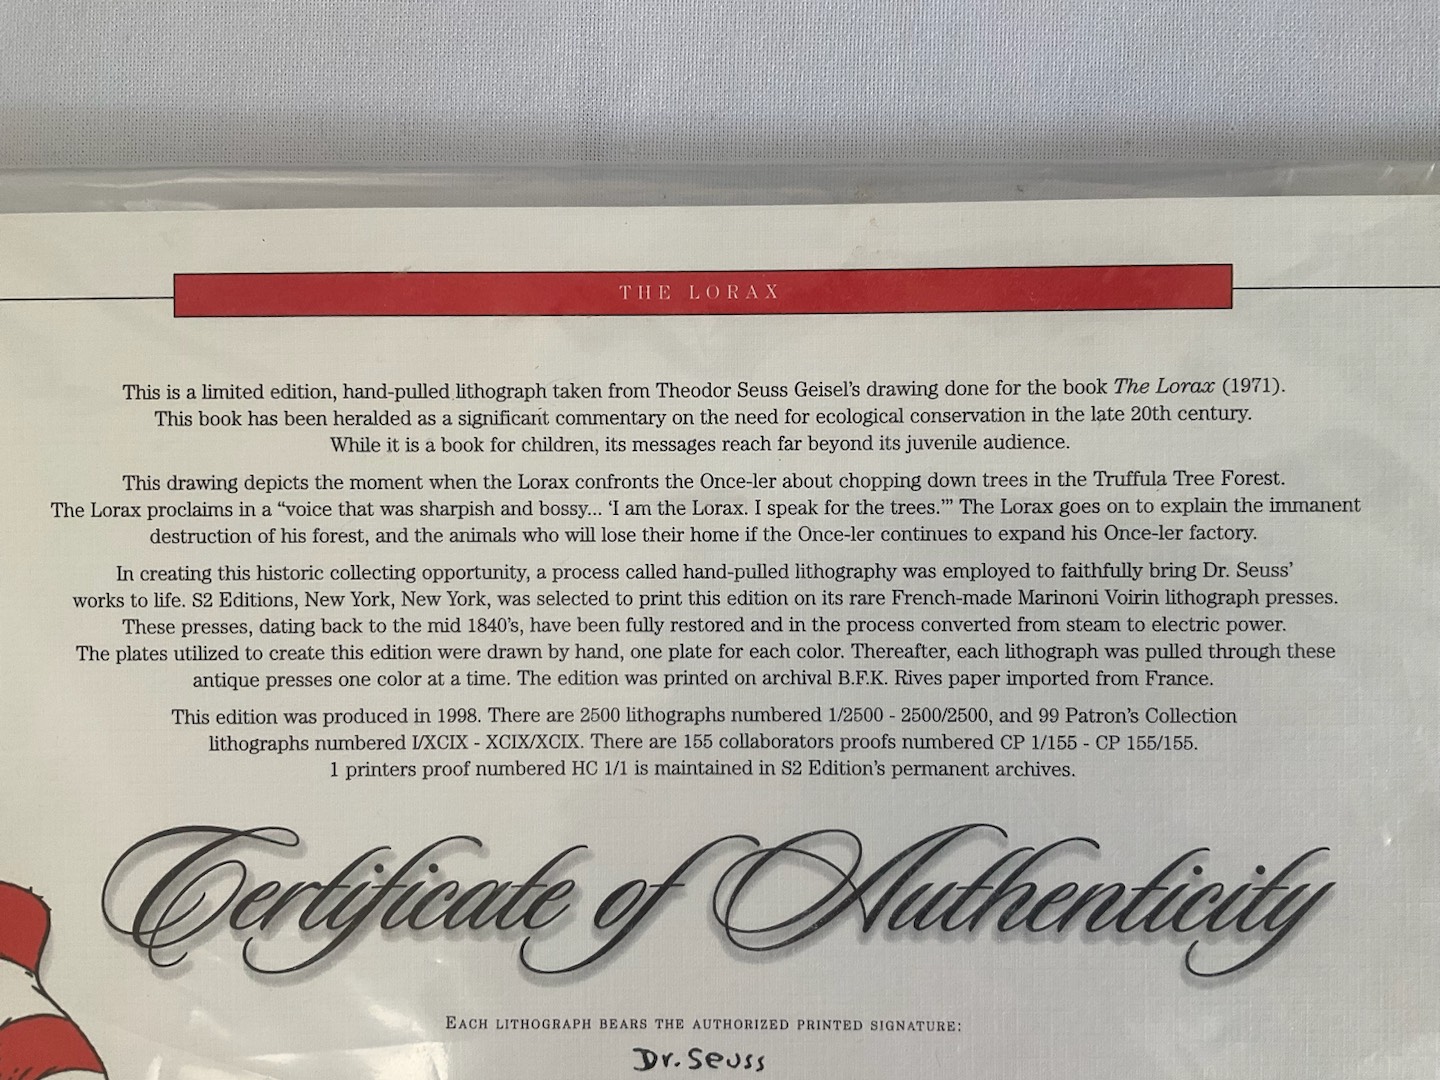 THE LORAX
This is a limited edition, hand-pulled lithograph taken from Theodor Seuss Geisel's drawing done for the book The Lorax (1971).
This book has been heralded as a significant commentary on the need for ecological conservation in the late 20th century.
While it is a book for children, its messages reach far beyond its juvenile audience.
This drawing depicts the moment when the Lorax confronts the Once-ler about chopping down trees in the Truffula Tree Forest.
The Lorax proclaims in a “voice that was sharpish and bossy... ‘I am the Lorax. I speak for the trees.’” The Lorax goes on to explain the immanent
destruction of his forest, and the animals who will lose their home if the Once-ler continues to expand his Once-ler factory.
In creating this historic collecting opportunity, a process called hand-pulled lithography was employed to faithfully bring Dr. Seuss'
works to life. S2 Editions, New York, New York, was selected to print this edition on its rare French-made Marinoni Voirin lithograph presses.
These presses, dating back to the mid 1840's, have been fully restored and in the process converted from steam to electric power.
The plates utilized to create this edition were drawn by hand, one plate for each color. Thereafter, each lithograph was pulled through these
antique presses one color at a time. The edition was printed on archival B.F.K. Rives paper imported from France.
This edition was produced in 1998. There are 2500 lithographs numbered 1/2500 - 2500/2500, and 99 Patron's Collection
lithographs numbered I/XCIX - XCIX/XCIX. There are 155 collaborators proofs numbered CP 1/155 - CP 155/155.
1 printers proof numbered HC 1/1 is maintained in S2 Edition's permanent archives.
Certificate of Authenticity
EACH LITHOGRAPH BEARS THE AUTHORIZED PRINTED SIGNATURE:
Dr. Seuss